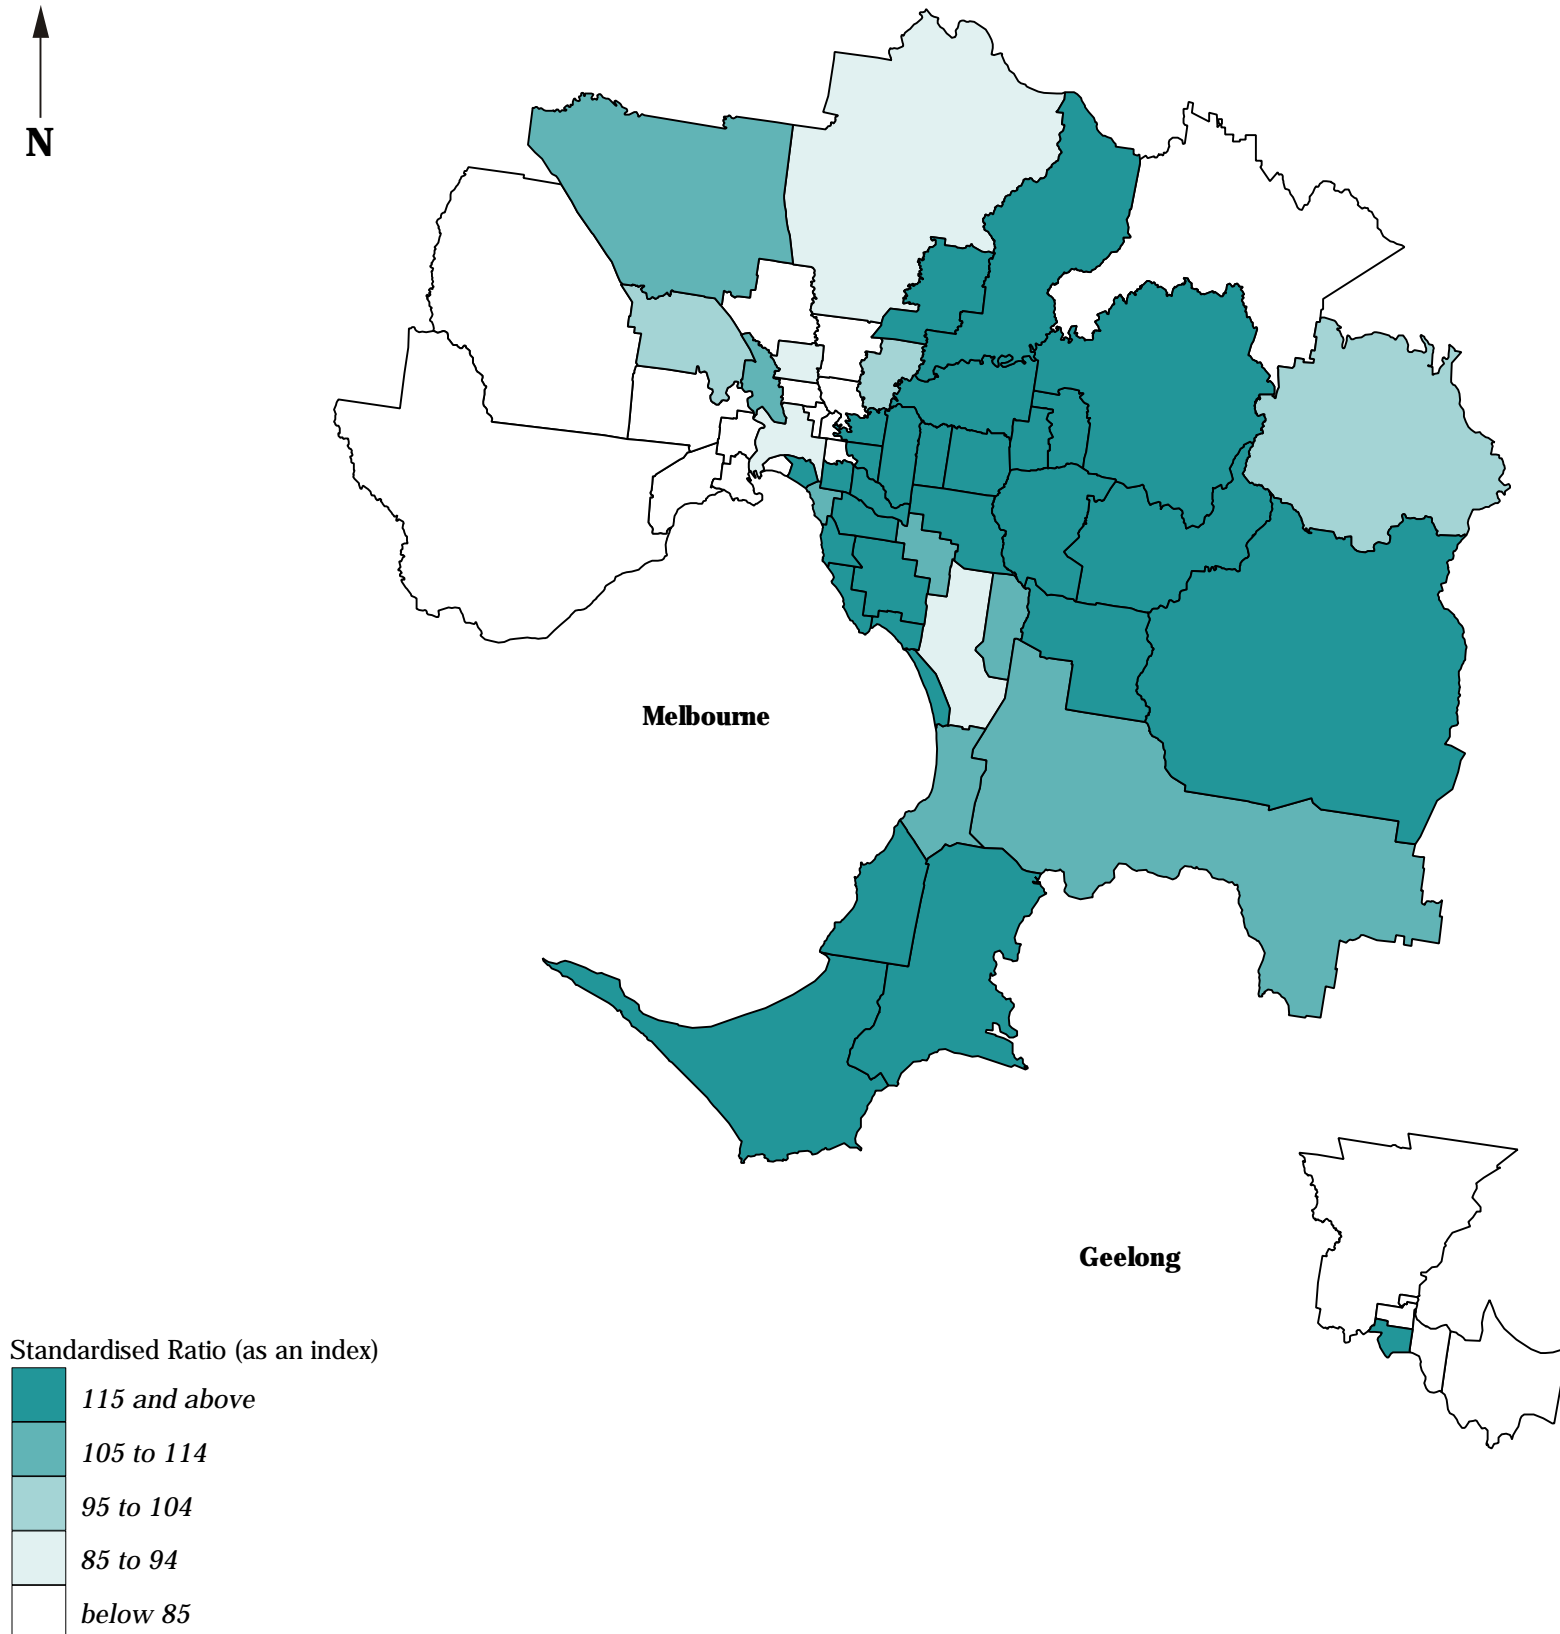 N
Melbourne
Geelong
Standardised Ratio (as an index)
115 and above
105 to 114
95 to 104
85 to 94
below 85